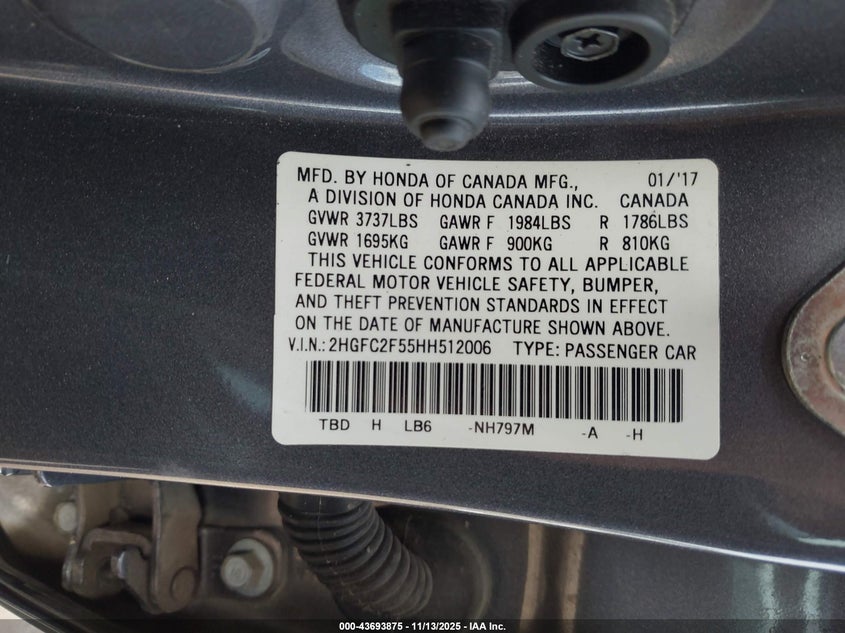 MFD. BY HONDA OF CANADA MFG., 01/'17
A DIVISION OF HONDA CANADA INC. CANADA
GVWR 3737LBS GAWR F 1984LBS R 1786LBS
GVWR 1695KG GAWR F 900KG R 810KG
THIS VEHICLE CONFORMS TO ALL APPLICABLE
FEDERAL MOTOR VEHICLE SAFETY, BUMPER,
AND THEFT PREVENTION STANDARDS IN EFFECT
ON THE DATE OF MANUFACTURE SHOWN ABOVE.
V.I.N.: 2HGFC2F55HH512006 TYPE: PASSENGER CAR
TBD H LB6 -NH797M -A -H
000-43693875 - 11/13/2025 - IAA Inc.